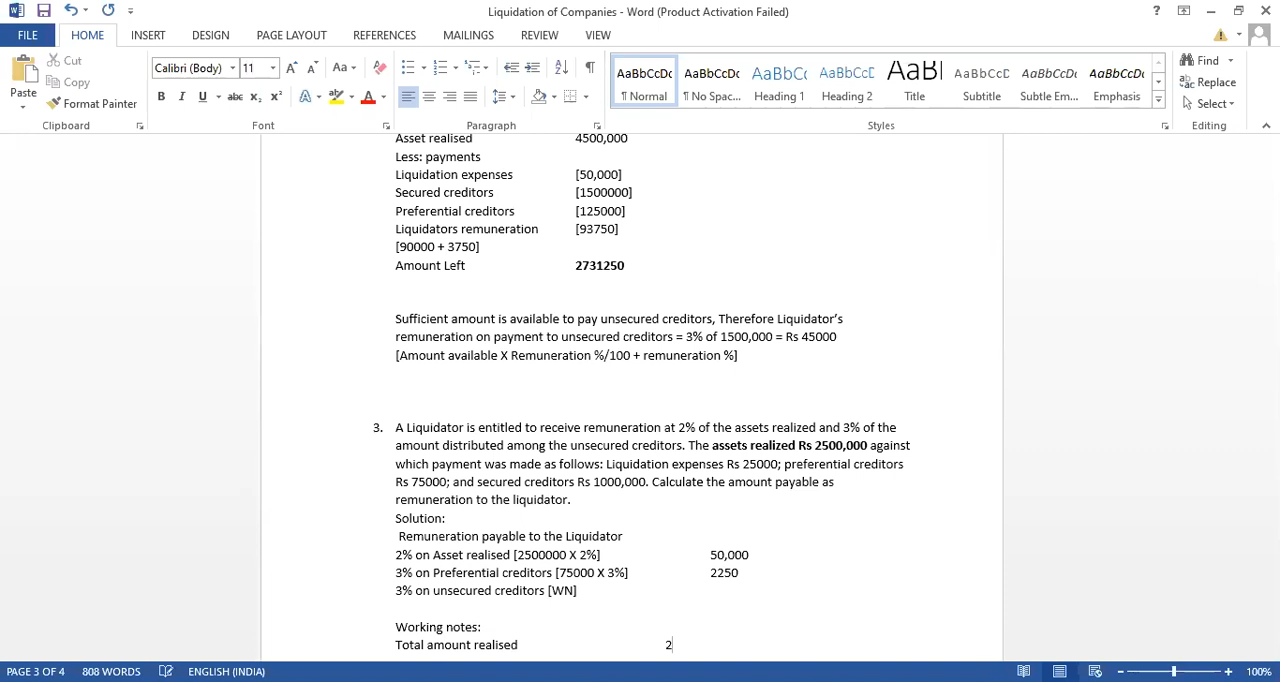 Liquidation of Companies - Word (Product Activation Failed)
FILE HOME INSERT DESIGN PAGE LAYOUT REFERENCES MAILINGS REVIEW VIEW
Paste
Cut
Copy
Format Painter
Calibri (Body) 11
AaBbCcDc AaBbCcDc AaBbCc AaBbCcD AaBl AaBbCcD AaBbCcDc AaBbCcDc
¶ Normal ¶ No Spac... Heading 1 Heading 2 Title Subtitle Subtle Em... Emphasis
Find
Replace
Select
Clipboard Font Paragraph Styles Editing
Asset realised 4500,000
Less: payments
Liquidation expenses [50,000]
Secured creditors [1500000]
Preferential creditors [125000]
Liquidators remuneration [93750]
[90000 + 3750]
Amount Left 2731250
Sufficient amount is available to pay unsecured creditors, Therefore Liquidator’s
remuneration on payment to unsecured creditors = 3% of 1500,000 = Rs 45000
[Amount available X Remuneration %/100 + remuneration %]
3. A Liquidator is entitled to receive remuneration at 2% of the assets realized and 3% of the
amount distributed among the unsecured creditors. The assets realized Rs 2500,000 against
which payment was made as follows: Liquidation expenses Rs 25000; preferential creditors
Rs 75000; and secured creditors Rs 1000,000. Calculate the amount payable as
remuneration to the liquidator.
Solution:
Remuneration payable to the Liquidator
2% on Asset realised [2500000 X 2%] 50,000
3% on Preferential creditors [75000 X 3%] 2250
3% on unsecured creditors [WN]
Working notes:
Total amount realised 2
PAGE 3 OF 4 808 WORDS ENGLISH (INDIA) 100%